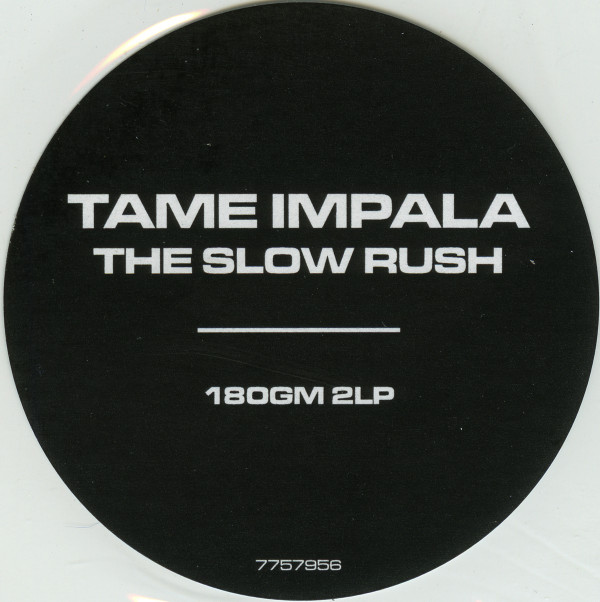 TAME IMPALA
THE SLOW RUSH
180GM 2LP
7757956